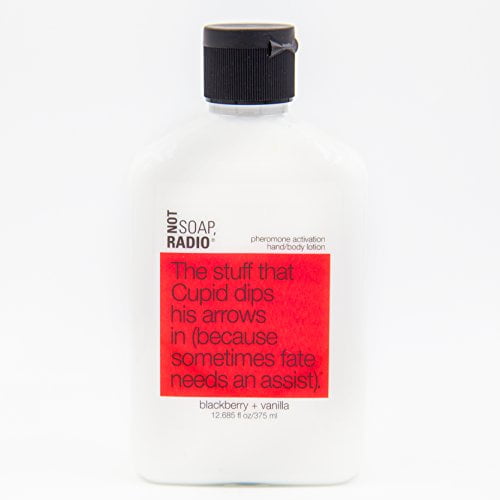 NOT
SOAP,
RADIO®
pheromone activation
hand/body lotion
The stuff that
Cupid dips
his arrows
in (because
sometimes fate
needs an assist).
blackberry + vanilla
12.685 fl oz/375 ml